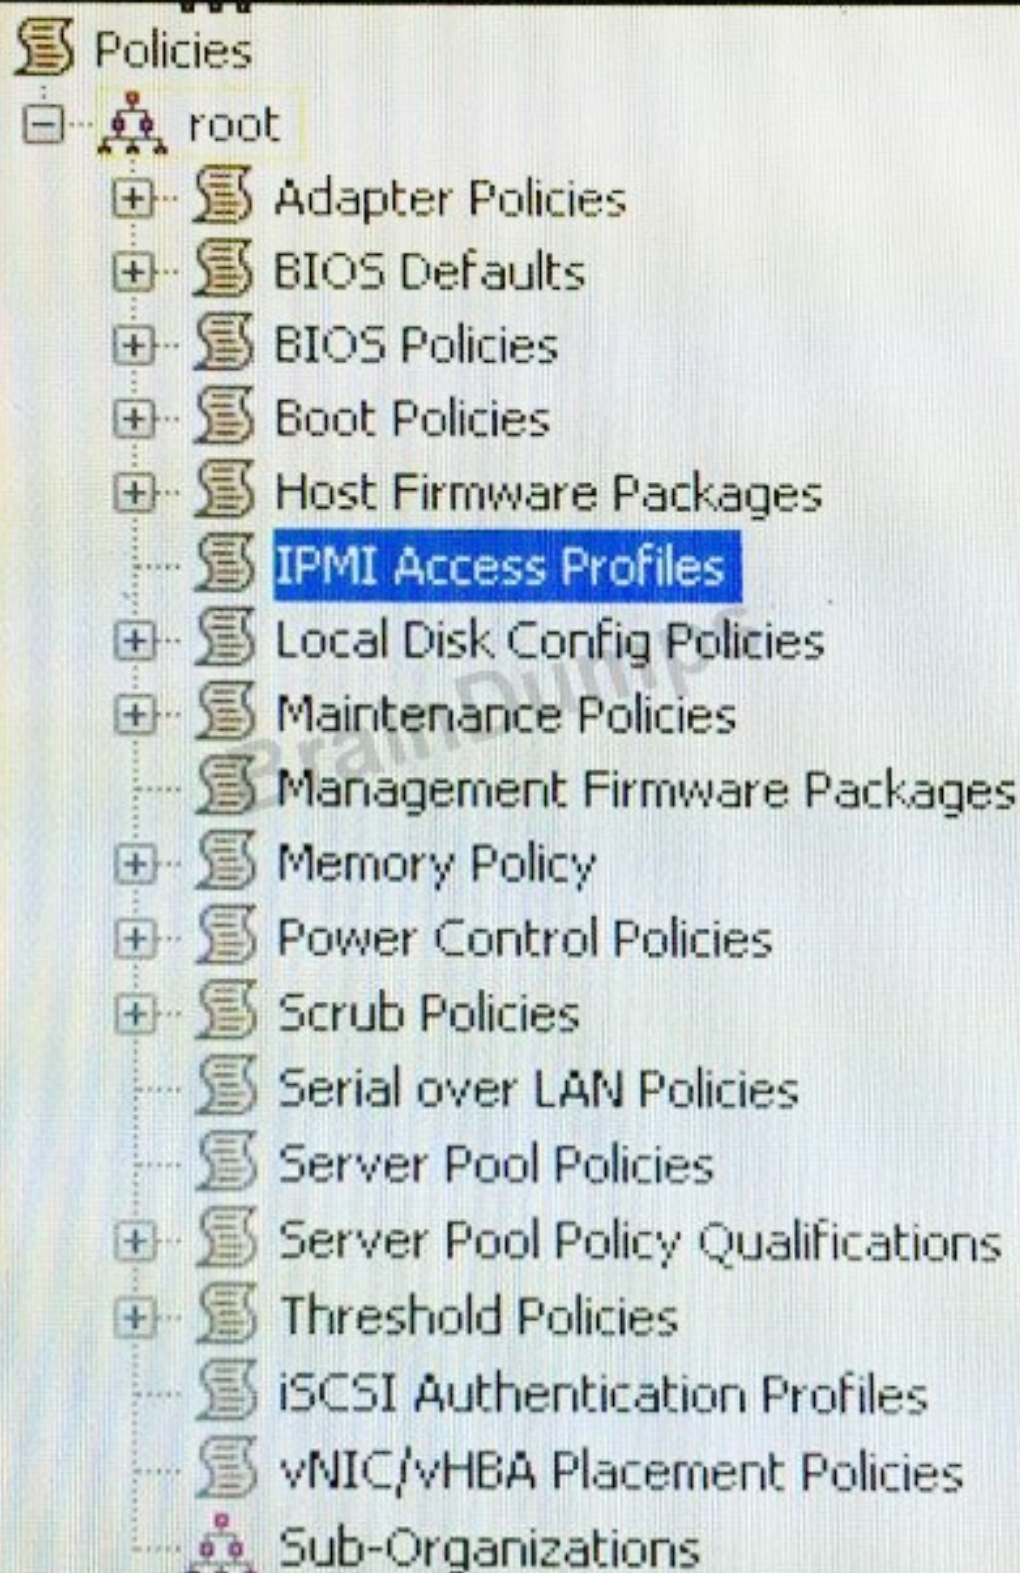 Policies
root
Adapter Policies
BIOS Defaults
BIOS Policies
Boot Policies
Host Firmware Packages
IPMI Access Profiles
Local Disk Config Policies
Maintenance Policies
BrainDumps
Management Firmware Packages
Memory Policy
Power Control Policies
Scrub Policies
Serial over LAN Policies
Server Pool Policies
Server Pool Policy Qualifications
Threshold Policies
iSCSI Authentication Profiles
vNIC/vHBA Placement Policies
Sub-Organizations